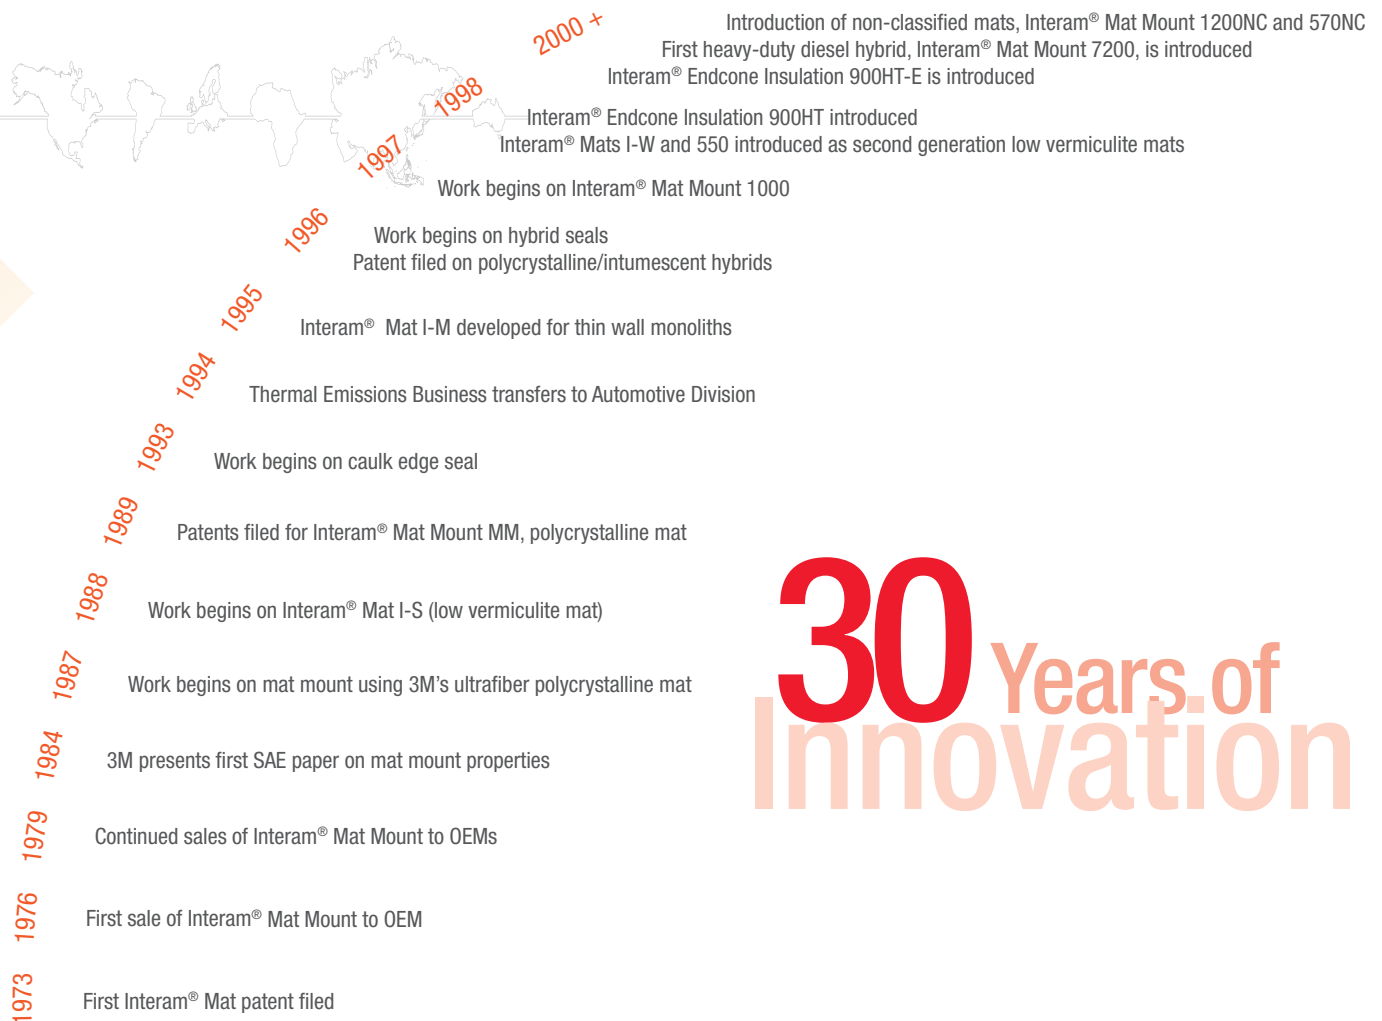 2000 +
Introduction of non-classified mats, Interam® Mat Mount 1200NC and 570NC
First heavy-duty diesel hybrid, Interam® Mat Mount 7200, is introduced
Interam® Endcone Insulation 900HT-E is introduced
1998
Interam® Endcone Insulation 900HT introduced
Interam® Mats I-W and 550 introduced as second generation low vermiculite mats
1997
Work begins on Interam® Mat Mount 1000
1996
Work begins on hybrid seals
Patent filed on polycrystalline/intumescent hybrids
1995
Interam® Mat I-M developed for thin wall monoliths
1994
Thermal Emissions Business transfers to Automotive Division
1993
Work begins on caulk edge seal
1989
Patents filed for Interam® Mat Mount MM, polycrystalline mat
1988
Work begins on Interam® Mat I-S (low vermiculite mat)
1987
Work begins on mat mount using 3M's ultrafiber polycrystalline mat
1984
3M presents first SAE paper on mat mount properties
1979
Continued sales of Interam® Mat Mount to OEMs
1976
First sale of Interam® Mat Mount to OEM
1973
First Interam® Mat patent filed
30 Years of
Innovation